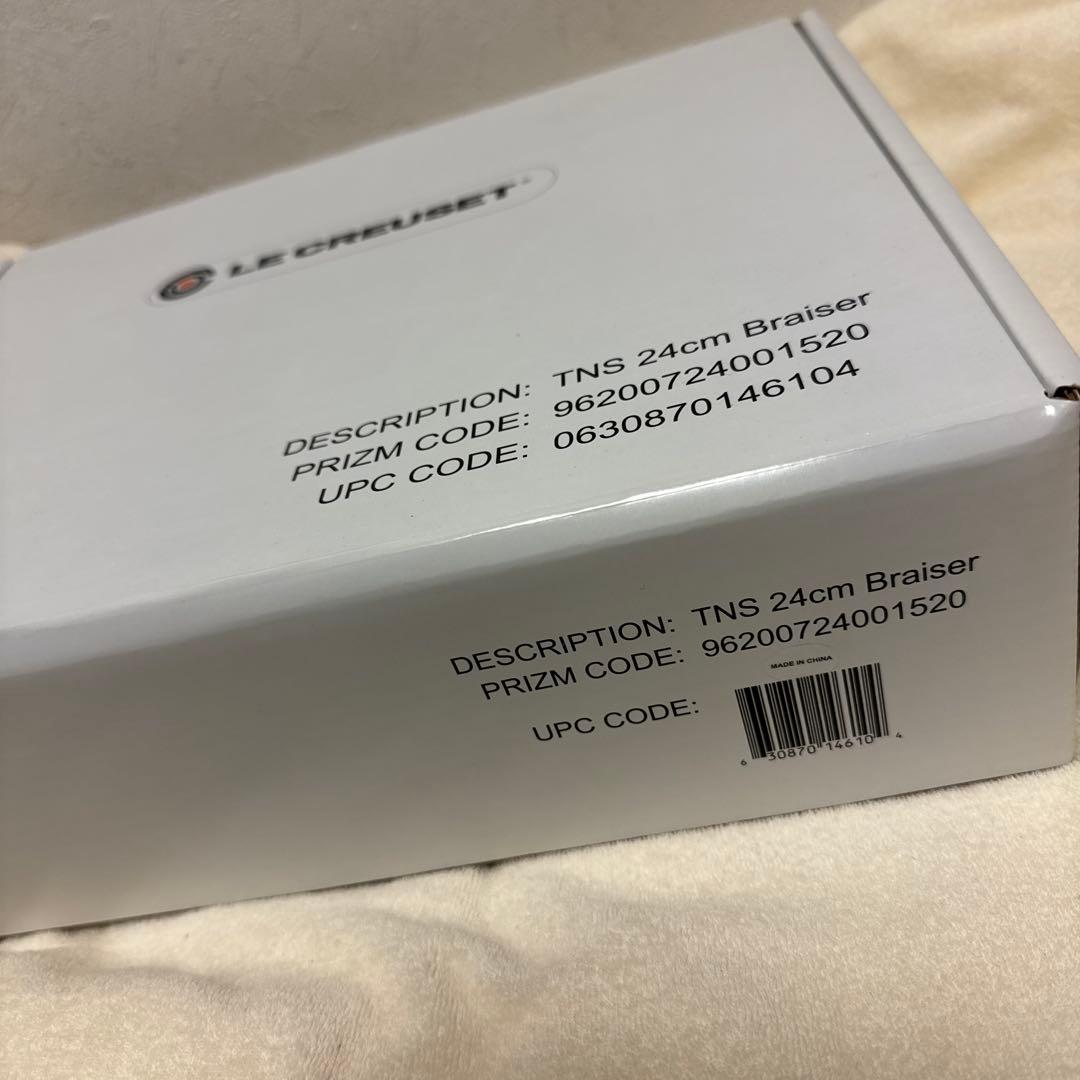 LE CREUSET
DESCRIPTION: TNS 24cm Braiser
PRIZM CODE: 96200724001520
UPC CODE: 0630870146104
DESCRIPTION: TNS 24cm Braiser
PRIZM CODE: 96200724001520
MADE IN CHINA
UPC CODE:
6 30870 14610 4